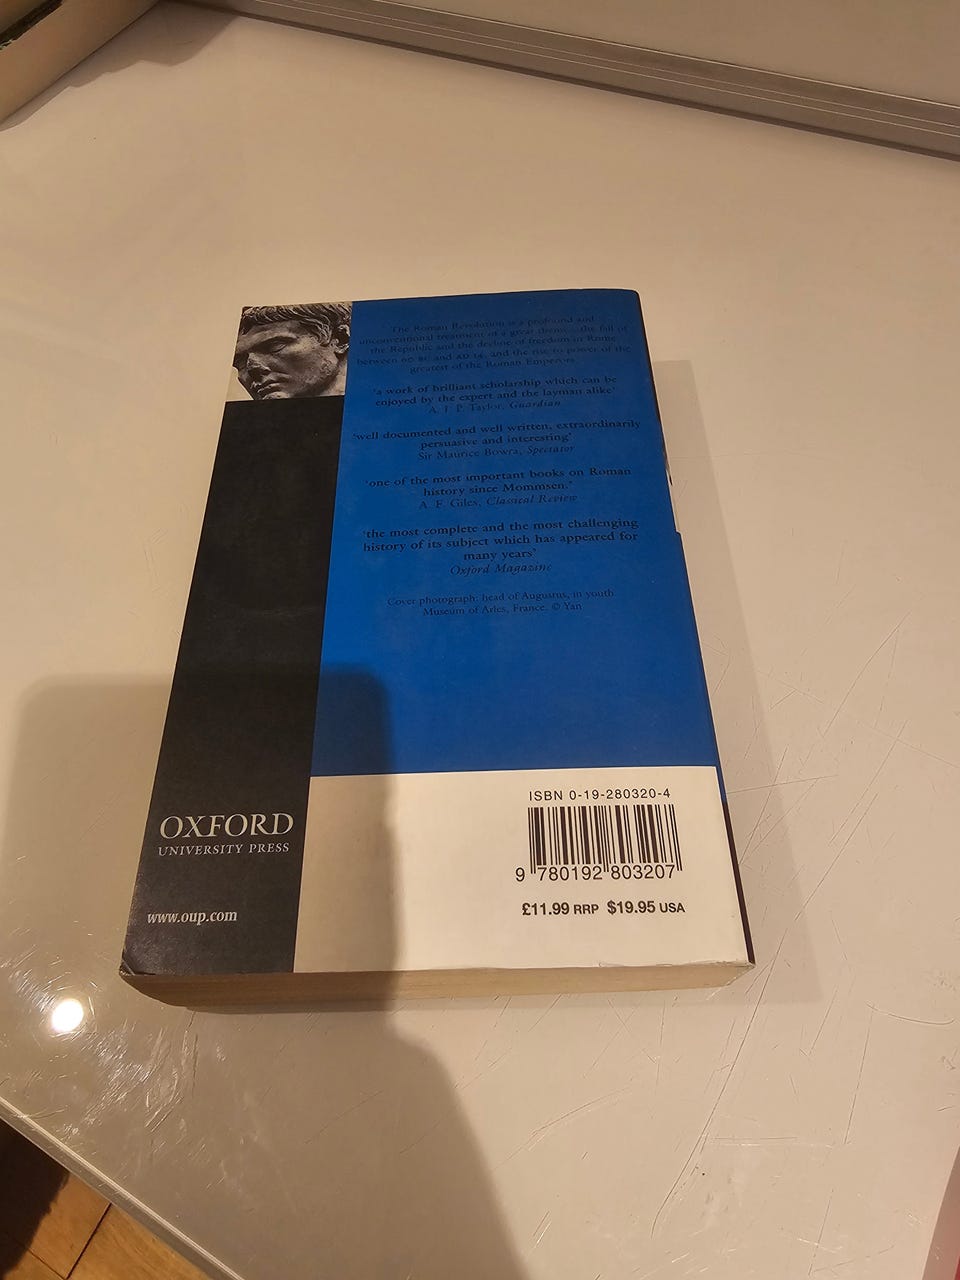 The Roman Revolution is a profound and
unconventional treatment of a great theme—the fall of
the Republic and the decline of freedom in Rome
between 60 BC and AD 14, and the rise to power of the
greatest of the Roman Emperors.
'a work of brilliant scholarship which can be
enjoyed by the expert and the layman alike'
A. J. P. Taylor, Guardian
'well documented and well written, extraordinarily
persuasive and interesting'
Sir Maurice Bowra, Spectator
'one of the most important books on Roman
history since Mommsen.'
A. F. Giles, Classical Review
'the most complete and the most challenging
history of its subject which has appeared for
many years'
Oxford Magazine
Cover photograph: head of Augustus, in youth
Museum of Arles, France. © Yan
OXFORD
UNIVERSITY PRESS
www.oup.com
ISBN 0-19-280320-4
9 780192 803207
£11.99 RRP $19.95 USA